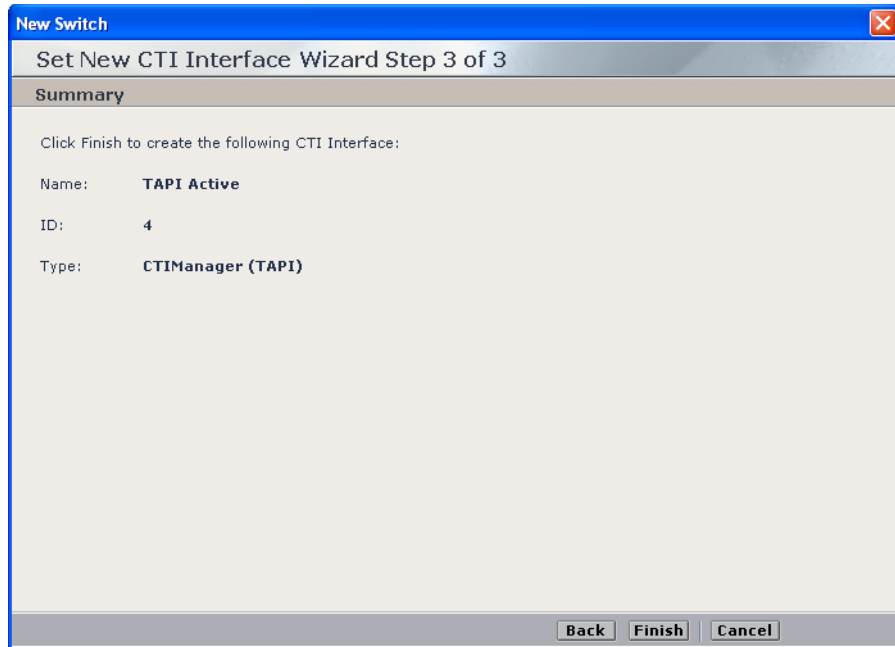 New Switch
Set New CTI Interface Wizard Step 3 of 3
Summary
Click Finish to create the following CTI Interface:
Name: TAPI Active
ID: 4
Type: CTIManager (TAPI)
Back Finish Cancel